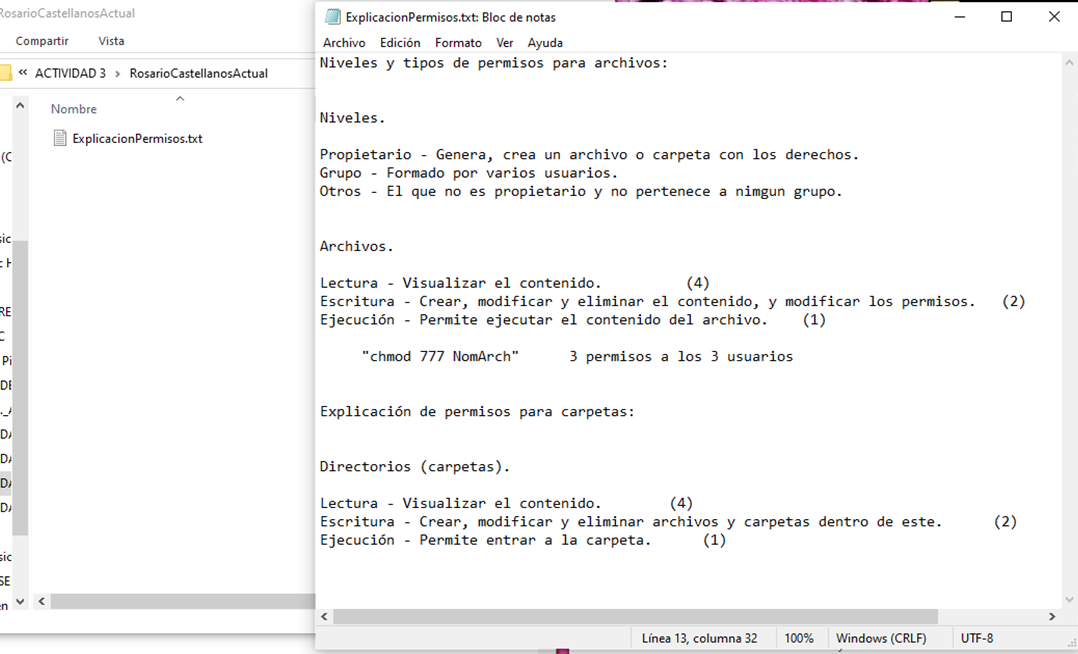 RosarioCastellanosActual
Compartir Vista
« ACTIVIDAD 3 › RosarioCastellanosActual
Nombre
ExplicacionPermisos.txt
ExplicacionPermisos.txt: Bloc de notas
Archivo Edición Formato Ver Ayuda
Niveles y tipos de permisos para archivos:
Niveles.
Propietario - Genera, crea un archivo o carpeta con los derechos.
Grupo - Formado por varios usuarios.
Otros - El que no es propietario y no pertenece a nimgun grupo.
Archivos.
Lectura - Visualizar el contenido. (4)
Escritura - Crear, modificar y eliminar el contenido, y modificar los permisos. (2)
Ejecución - Permite ejecutar el contenido del archivo. (1)
"chmod 777 NomArch" 3 permisos a los 3 usuarios
Explicación de permisos para carpetas:
Directorios (carpetas).
Lectura - Visualizar el contenido. (4)
Escritura - Crear, modificar y eliminar archivos y carpetas dentro de este. (2)
Ejecución - Permite entrar a la carpeta. (1)
Línea 13, columna 32 100% Windows (CRLF) UTF-8